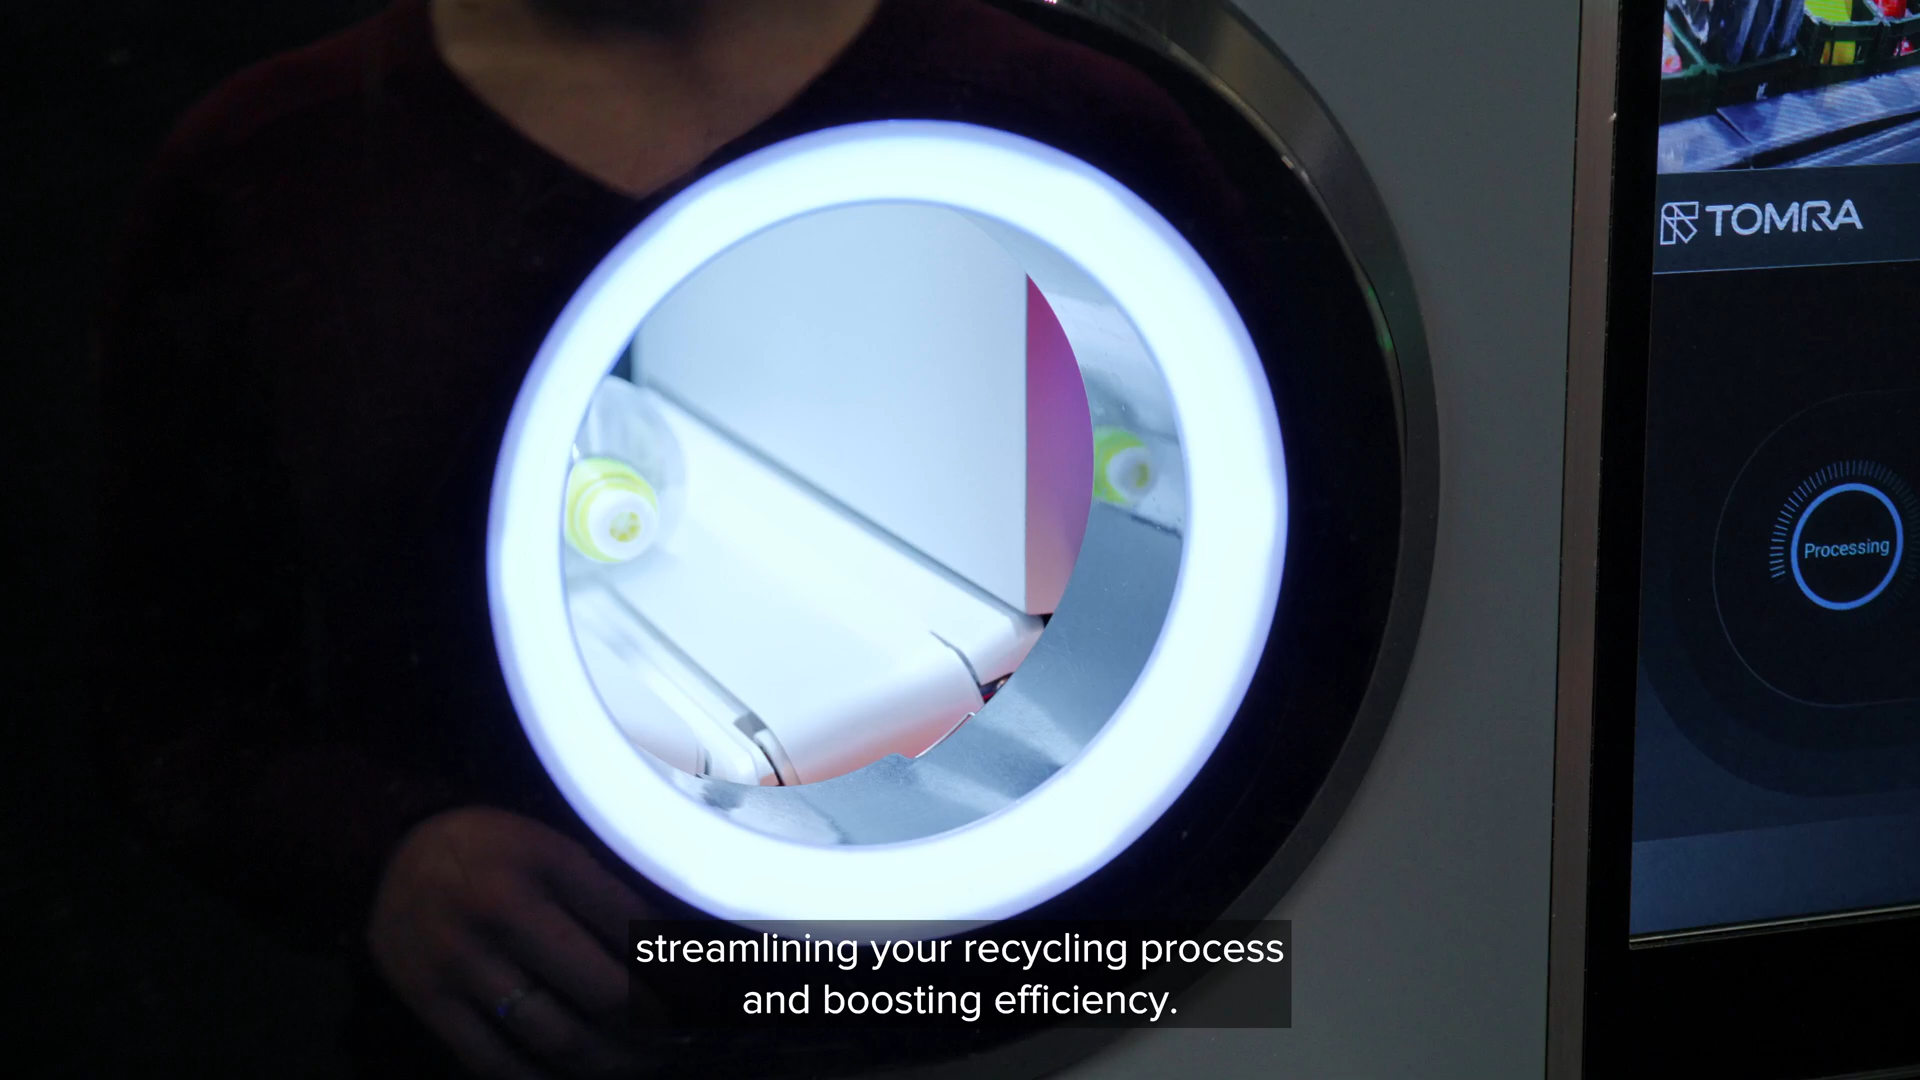 TOMRA
Processing
streamlining your recycling process
and boosting efficiency.